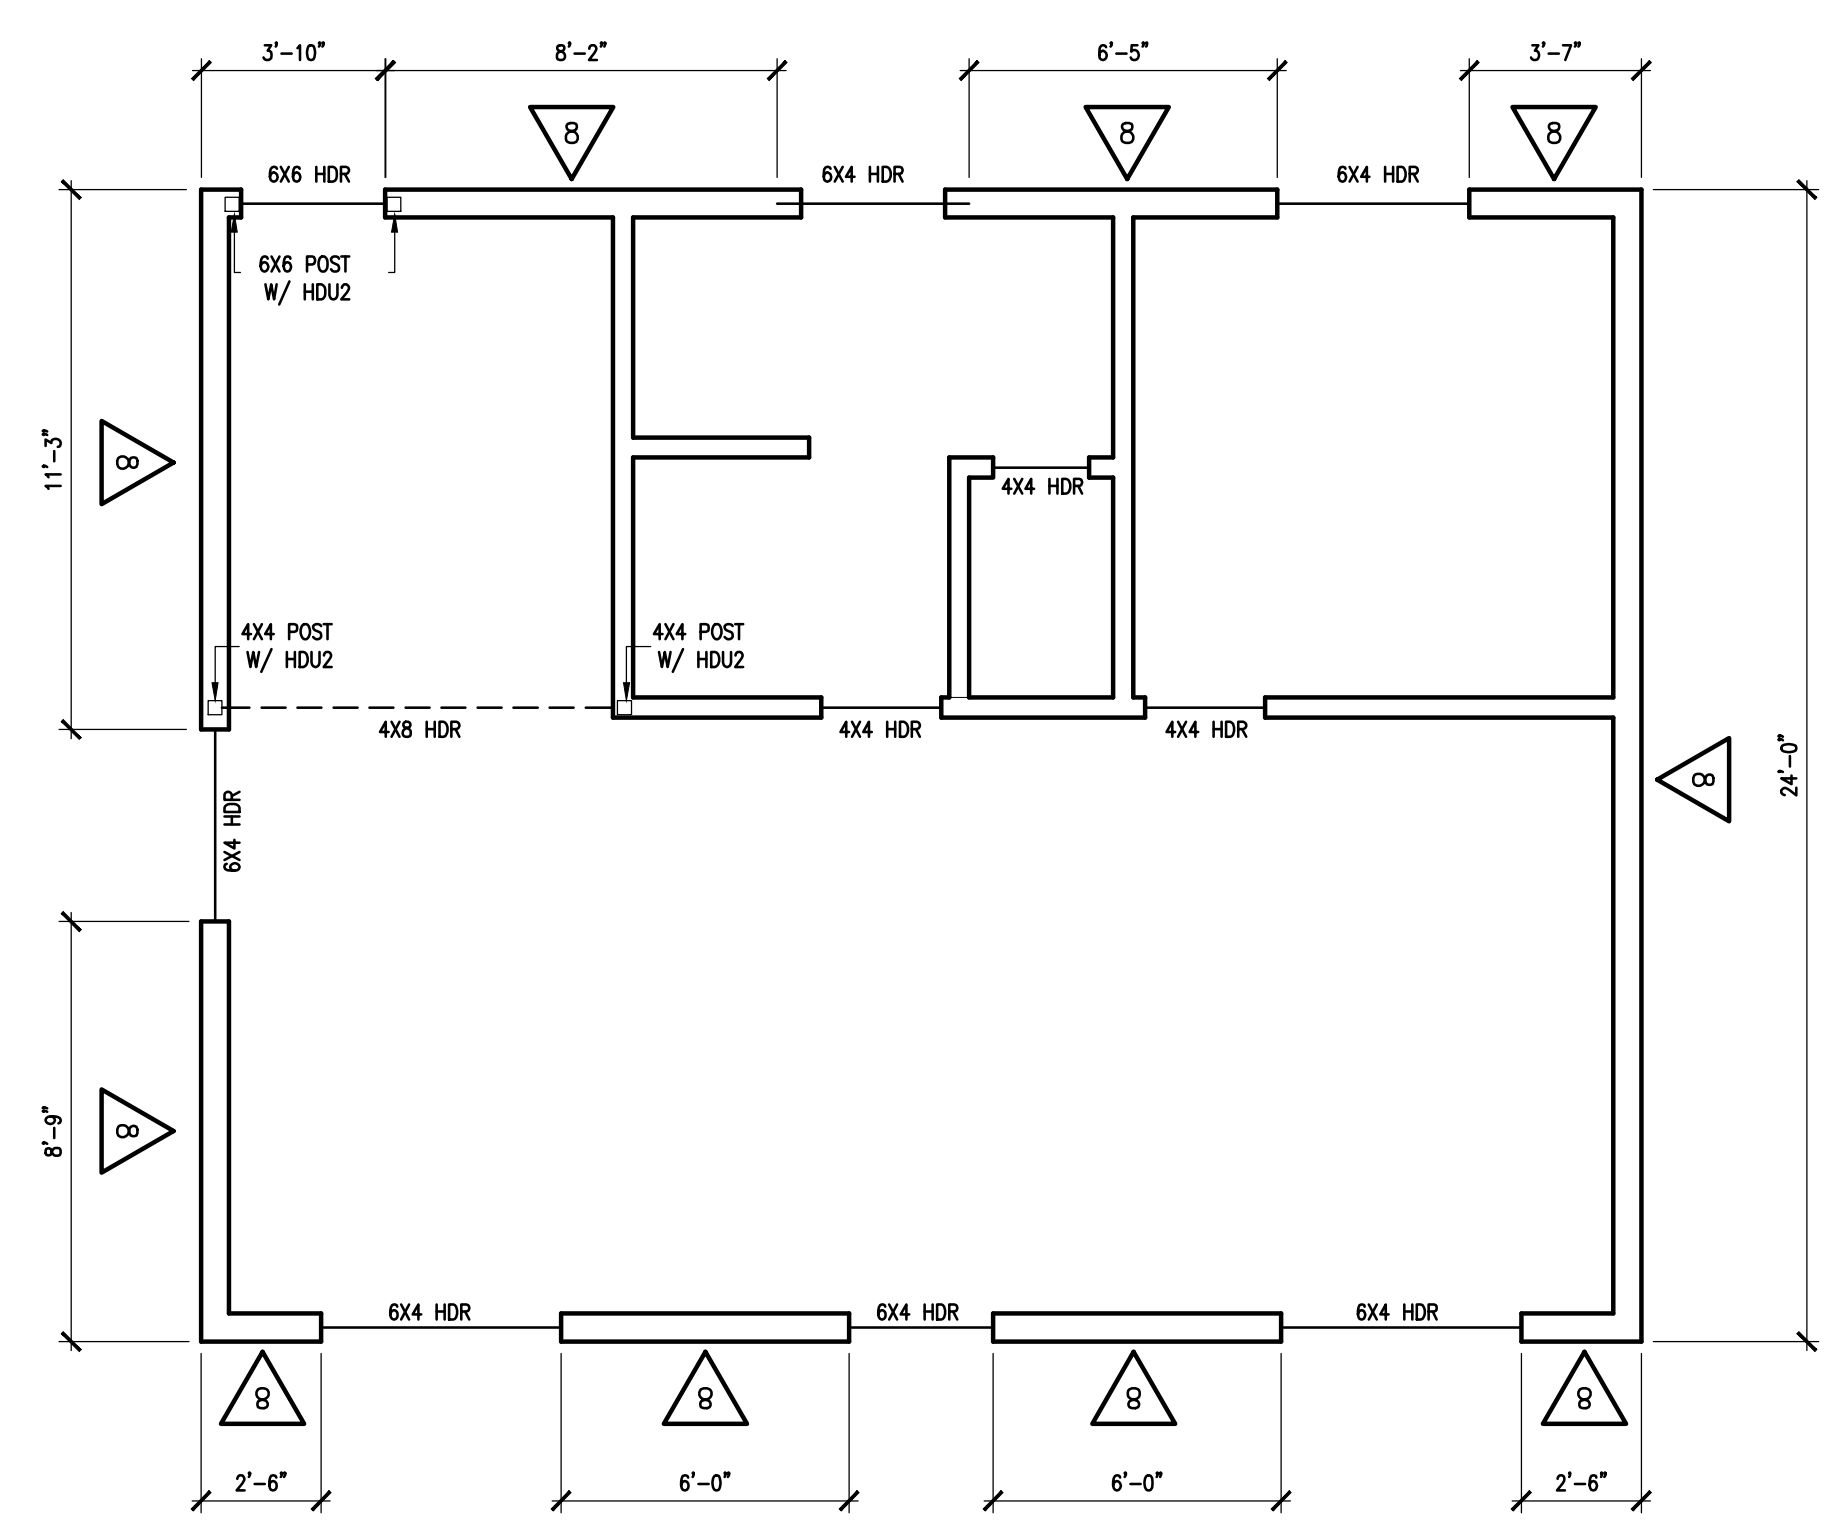 3'-10"
8'-2"
6'-5"
3'-7"
8
8
8
6X6 HDR
6X4 HDR
6X4 HDR
6X6 POST
W/ HDU2
11'-3"
8
4X4 HDR
4X4 POST
W/ HDU2
4X4 POST
W/ HDU2
4X8 HDR
4X4 HDR
4X4 HDR
8
24'-0"
6X4 HDR
8'-9"
8
6X4 HDR
6X4 HDR
6X4 HDR
8
8
8
8
2'-6"
6'-0"
6'-0"
2'-6"